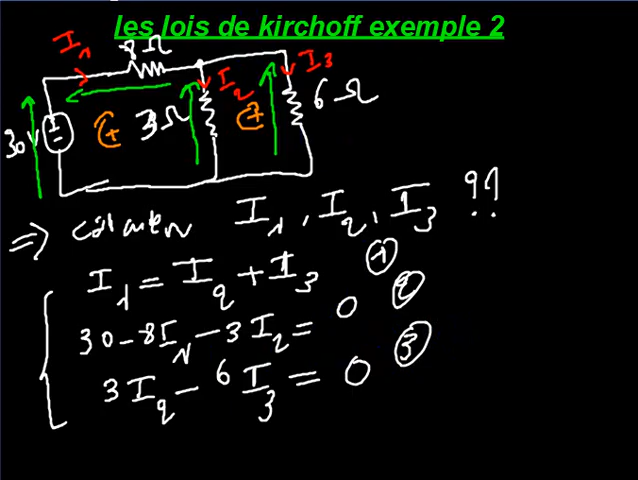 les lois de kirchoff exemple 2
I₁ 8Ω I₂ I₃
30V 3Ω 6Ω
⇒ calculer I₁, I₂, I₃ ??
I₁ = I₂ + I₃ ①
30 - 8I₁ - 3I₂ = 0 ②
3I₂ - 6I₃ = 0 ③